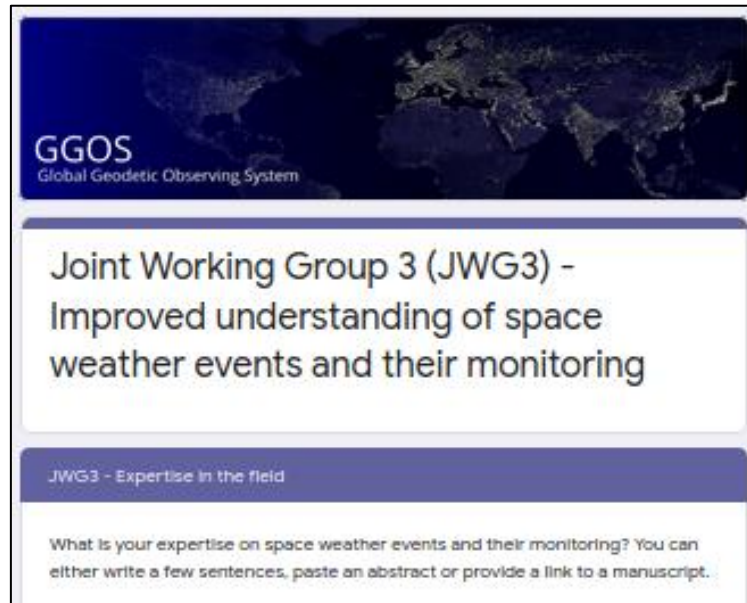 GGOS
Global Geodetic Observing System
Joint Working Group 3 (JWG3) -
Improved understanding of space
weather events and their monitoring
JWG3 - Expertise in the field
What is your expertise on space weather events and their monitoring? You can
either write a few sentences, paste an abstract or provide a link to a manuscript.